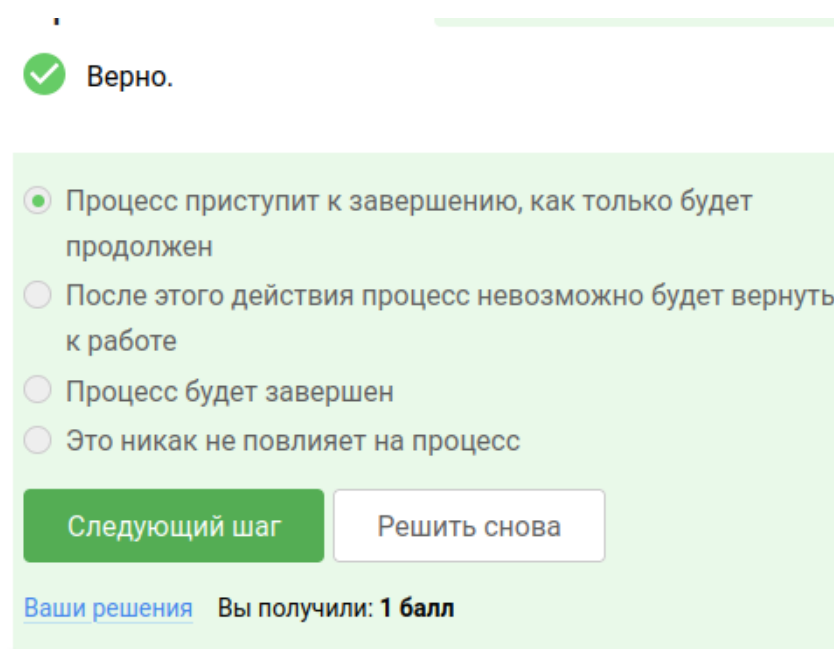 Верно.
Процесс приступит к завершению, как только будет
продолжен
После этого действия процесс невозможно будет вернуть
к работе
Процесс будет завершен
Это никак не повлияет на процесс
Следующий шаг
Решить снова
Ваши решения Вы получили: 1 балл